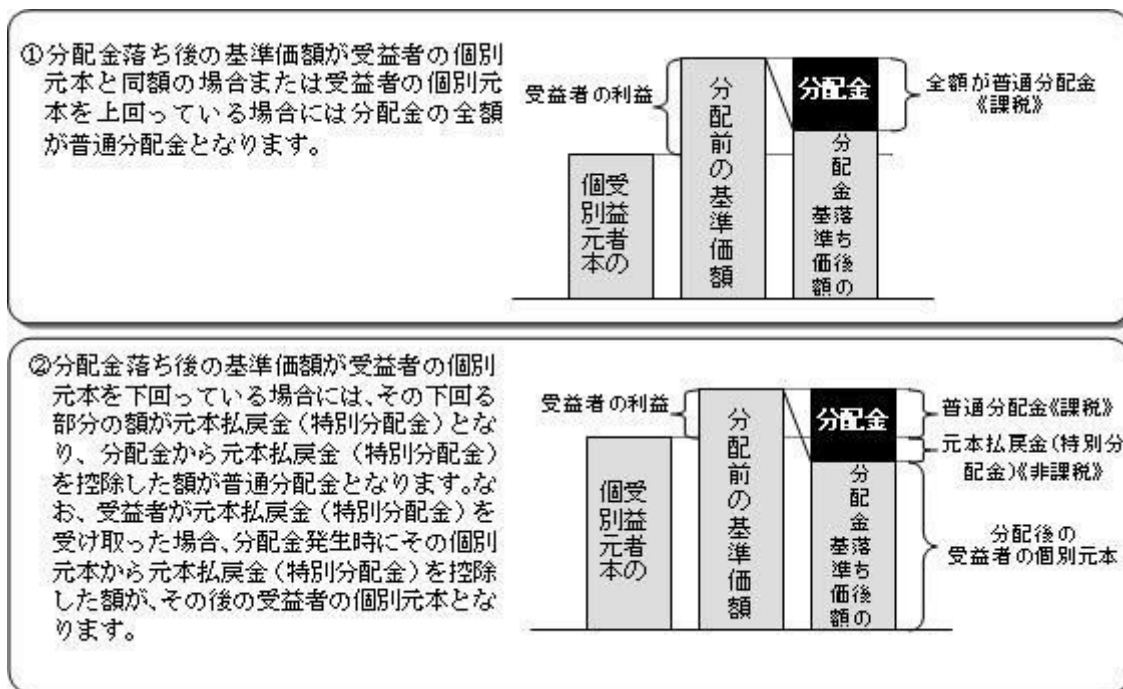 ①分配金落ち後の基準価額が受益者の個別
元本と同額の場合または受益者の個別元
本を上回っている場合には分配金の全額
が普通分配金となります。
受益者の利益
受益者の
個別元本
分配前の基準価額
分配金
分配金落ち後の
基準価額
全額が普通分配金
《課税》
②分配金落ち後の基準価額が受益者の個別
元本を下回っている場合には、その下回る
部分の額が元本払戻金(特別分配金)とな
り、分配金から元本払戻金(特別分配金)
を控除した額が普通分配金となります。な
お、受益者が元本払戻金(特別分配金)を
受け取った場合、分配金発生時にその個別
元本から元本払戻金(特別分配金)を控除
した額が、その後の受益者の個別元本とな
ります。
受益者の利益
受益者の
個別元本
分配前の基準価額
分配金
分配金落ち後の
基準価額
普通分配金《課税》
元本払戻金(特別分
配金)《非課税》
分配後の
受益者の個別元本